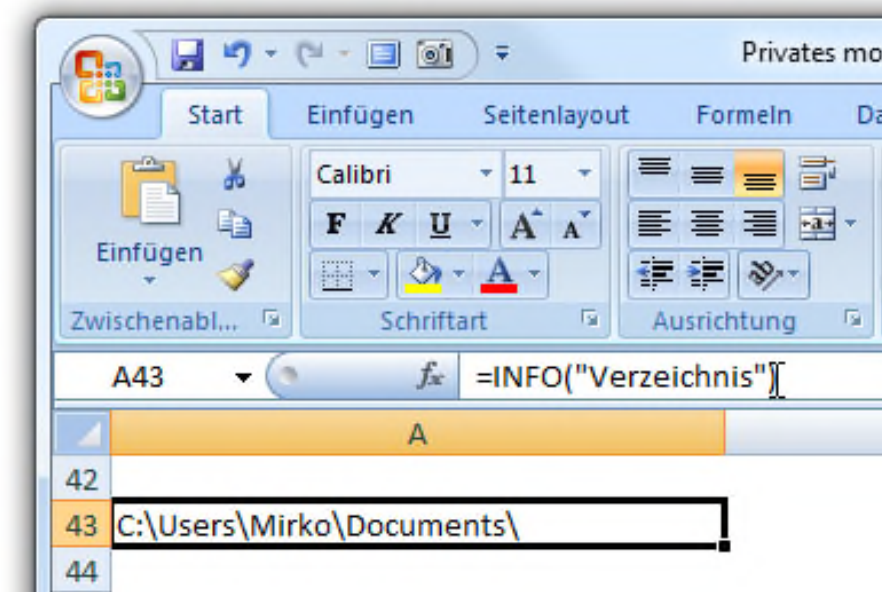 Privates mo
Start Einfügen Seitenlayout Formeln Da
Calibri 11
F K U A A
Einfügen
A
Zwischenabl... Schriftart Ausrichtung
A43 fx =INFO("Verzeichnis")
A
42
43 C:\Users\Mirko\Documents\
44